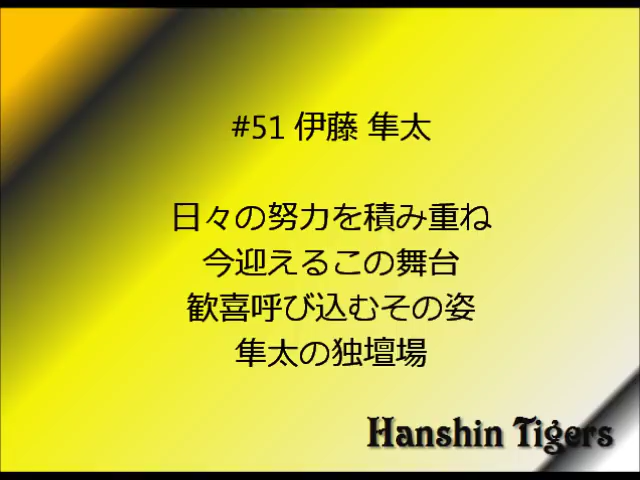 #51 伊藤 隼太
日々の努力を積み重ね
今迎えるこの舞台
歓喜呼び込むその姿
隼太の独壇場
Hanshin Tigers